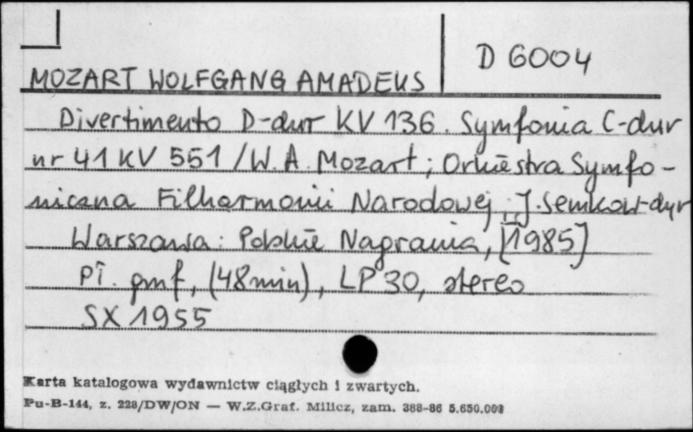 D 6004
MOZART WOLFGANG AMADEUS
Divertimento D-dur KV 136. Symfonia C-dur
nr 41 KV 551 / W. A. Mozart ; Orkiestra Symfo-
niczna Filharmonii Narodowej ; J. Semkow-dyr
Warszawa : Polskie Nagrania, [1985]
pł. gmf, (48 min), LP 30, stereo
SX 1955
Karta katalogowa wydawnictw ciągłych i zwartych.
Pu-B-144, z. 228/DW/ON — W.Z.Graf. Milicz, zam. 388-86 5.650.000